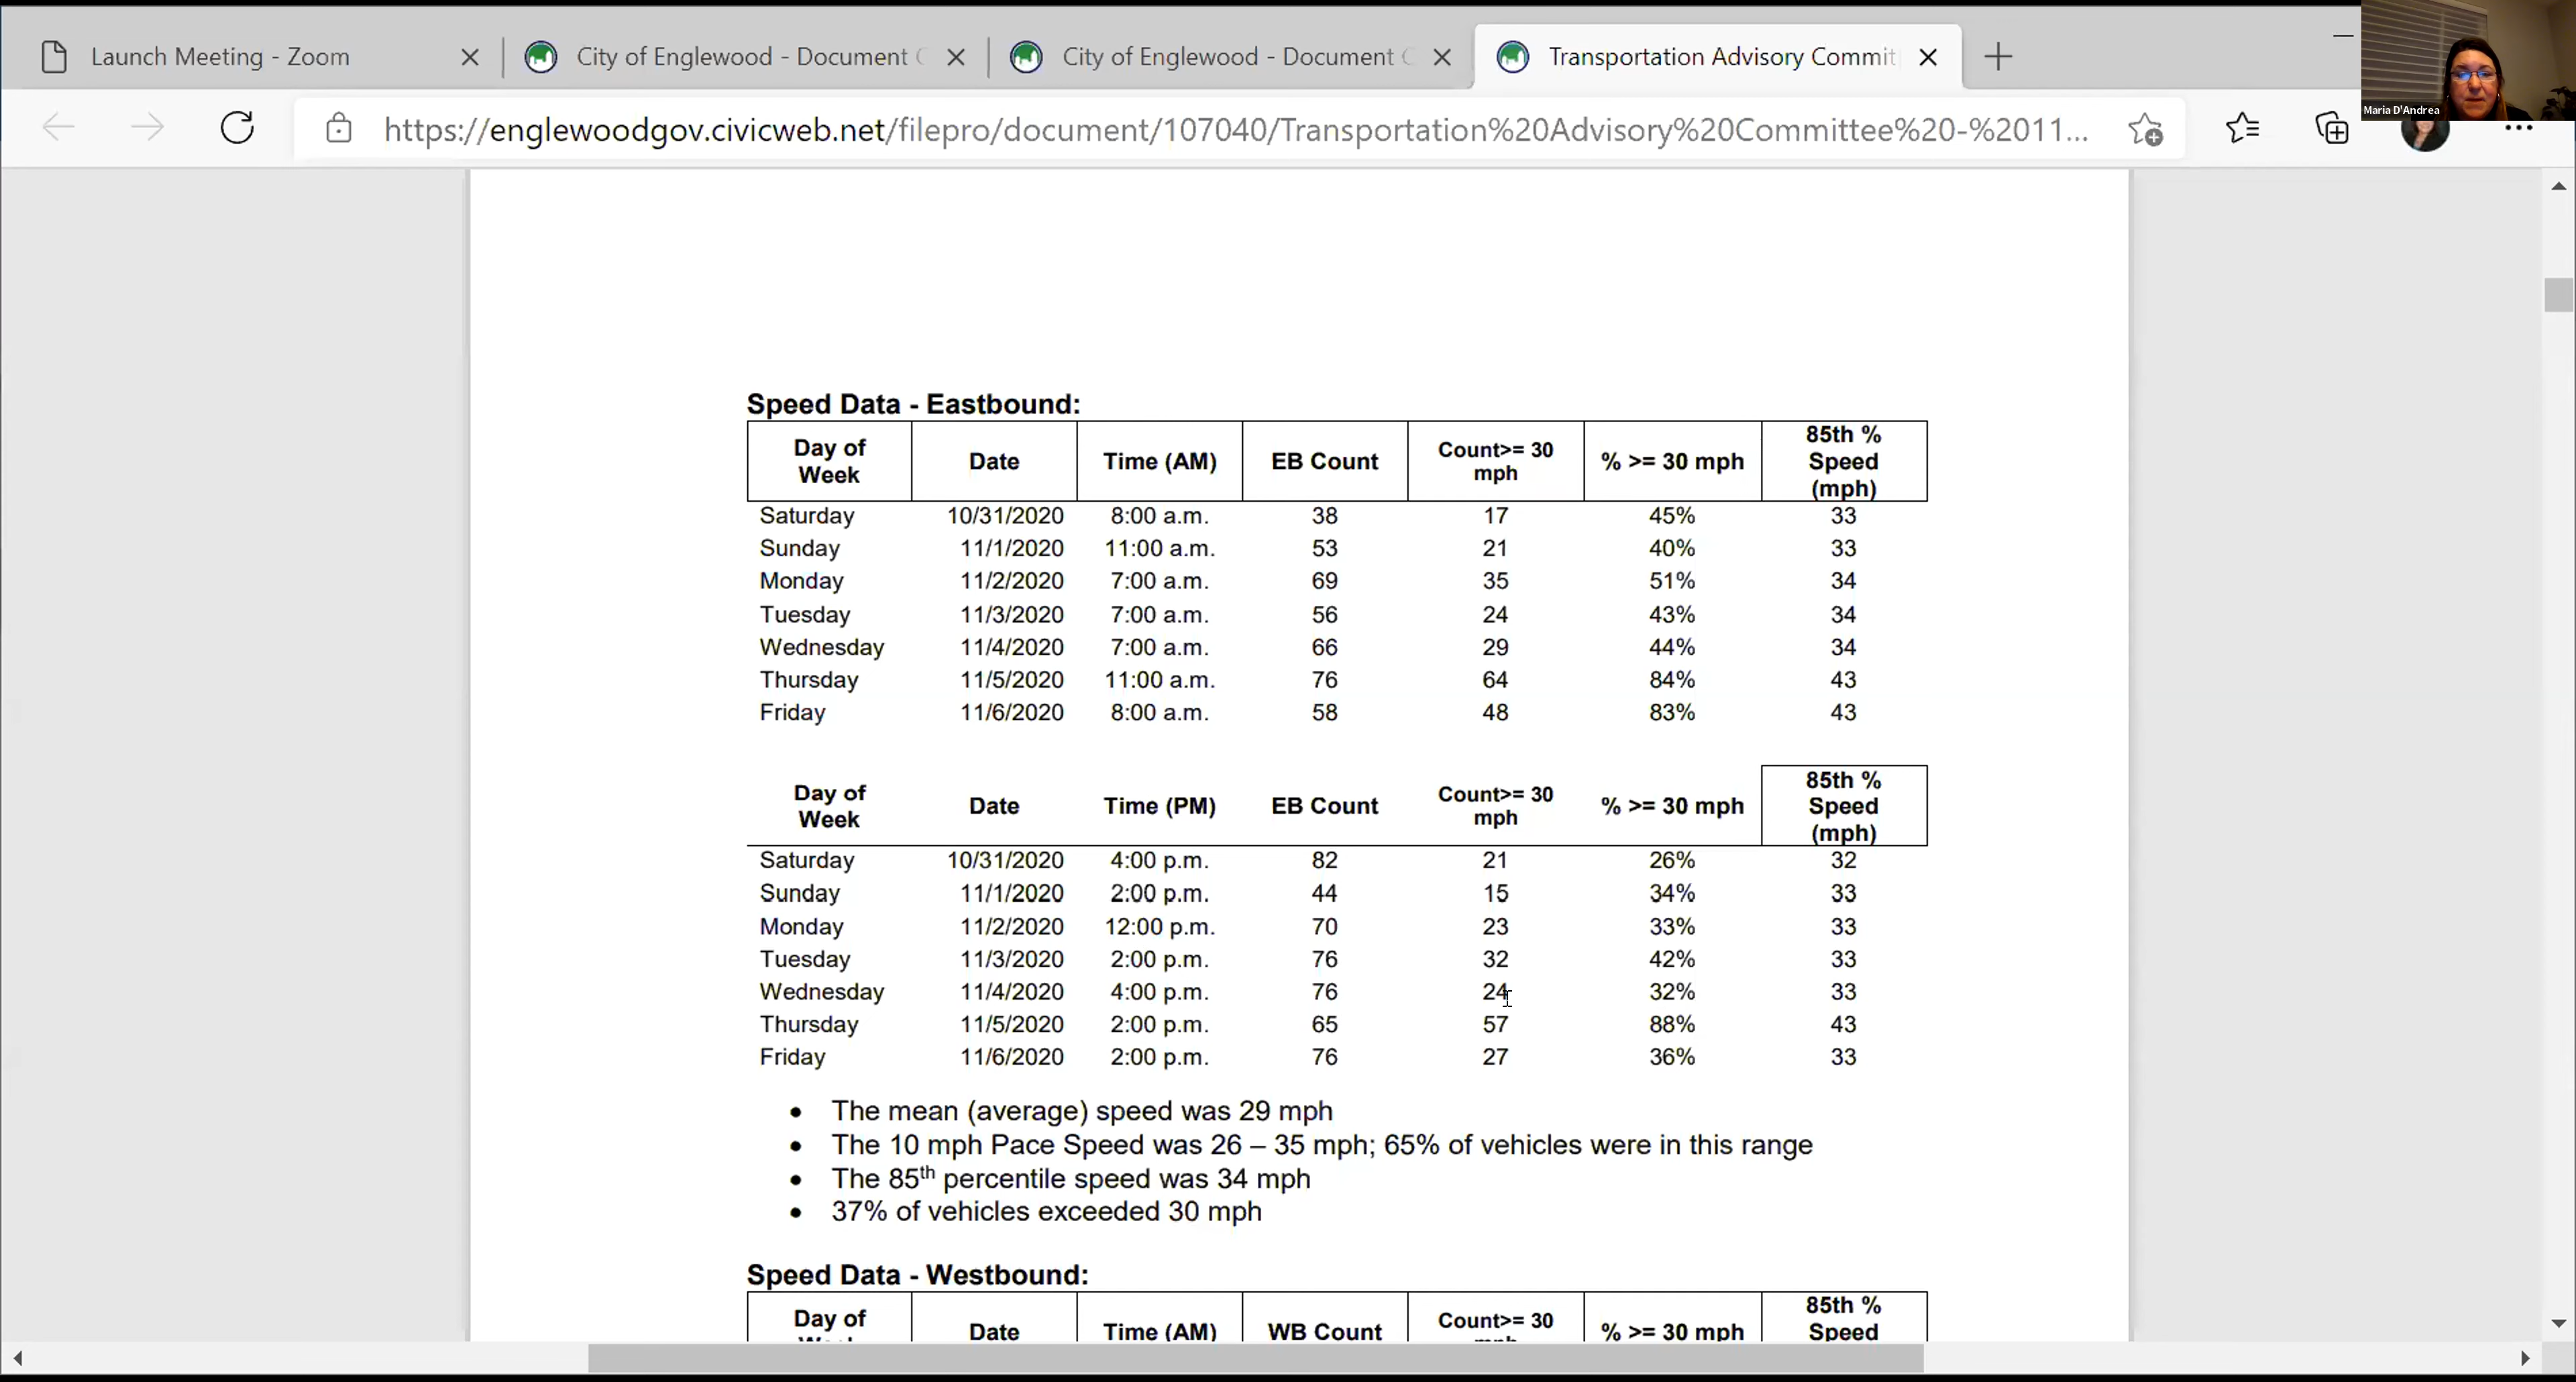 Launch Meeting - Zoom
City of Englewood - Document C
City of Englewood - Document C
Transportation Advisory Commit
Maria D'Andrea
https://englewoodgov.civicweb.net/filepro/document/107040/Transportation%20Advisory%20Committee%20-%2011...
Speed Data - Eastbound:
Day of Week Date Time (AM) EB Count Count>= 30 mph % >= 30 mph 85th % Speed (mph)
Saturday 10/31/2020 8:00 a.m. 38 17 45% 33
Sunday 11/1/2020 11:00 a.m. 53 21 40% 33
Monday 11/2/2020 7:00 a.m. 69 35 51% 34
Tuesday 11/3/2020 7:00 a.m. 56 24 43% 34
Wednesday 11/4/2020 7:00 a.m. 66 29 44% 34
Thursday 11/5/2020 11:00 a.m. 76 64 84% 43
Friday 11/6/2020 8:00 a.m. 58 48 83% 43
Day of Week Date Time (PM) EB Count Count>= 30 mph % >= 30 mph 85th % Speed (mph)
Saturday 10/31/2020 4:00 p.m. 82 21 26% 32
Sunday 11/1/2020 2:00 p.m. 44 15 34% 33
Monday 11/2/2020 12:00 p.m. 70 23 33% 33
Tuesday 11/3/2020 2:00 p.m. 76 32 42% 33
Wednesday 11/4/2020 4:00 p.m. 76 24 32% 33
Thursday 11/5/2020 2:00 p.m. 65 57 88% 43
Friday 11/6/2020 2:00 p.m. 76 27 36% 33
• The mean (average) speed was 29 mph
• The 10 mph Pace Speed was 26 – 35 mph; 65% of vehicles were in this range
• The 85th percentile speed was 34 mph
• 37% of vehicles exceeded 30 mph
Speed Data - Westbound:
Day of Date Time (AM) WB Count Count>= 30 % >= 30 mph 85th % Speed